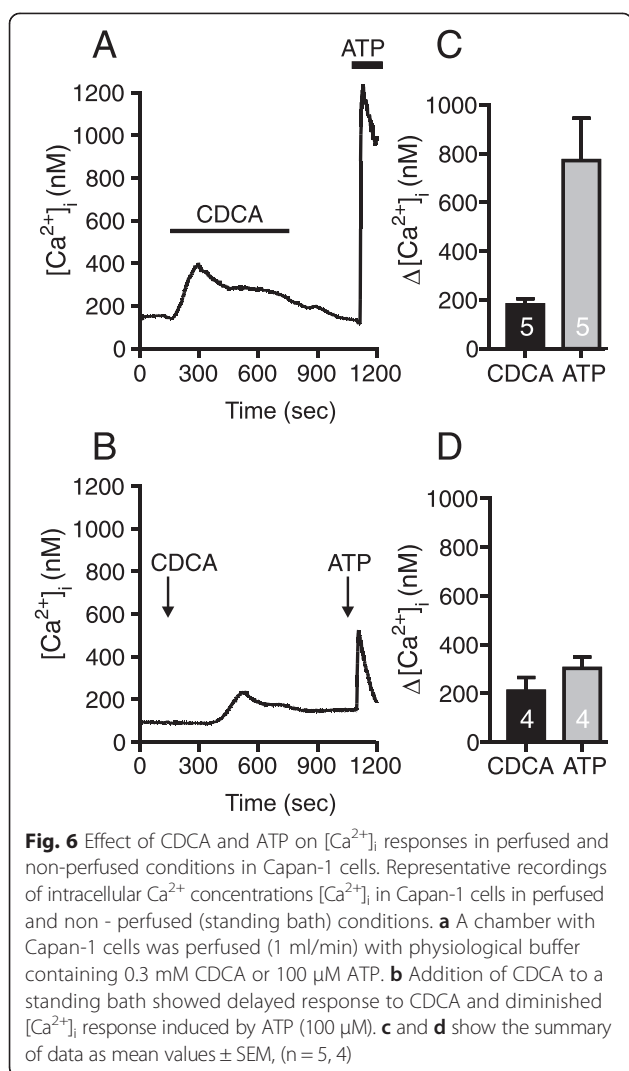 A
ATP
1200
1000
800
600
400
200
0
[Ca²⁺]ᵢ (nM)
CDCA
0 300 600 900 1200
Time (sec)
C
1000
800
600
400
200
0
Δ [Ca²⁺]ᵢ (nM)
5 5
CDCA ATP
B
1200
1000
800
600
400
200
0
[Ca²⁺]ᵢ (nM)
CDCA ATP
0 300 600 900 1200
Time (sec)
D
1000
800
600
400
200
0
Δ [Ca²⁺]ᵢ (nM)
4 4
CDCA ATP
Fig. 6 Effect of CDCA and ATP on [Ca²⁺]ᵢ responses in perfused and
non-perfused conditions in Capan-1 cells. Representative recordings
of intracellular Ca²⁺ concentrations [Ca²⁺]ᵢ in Capan-1 cells in perfused
and non - perfused (standing bath) conditions. a A chamber with
Capan-1 cells was perfused (1 ml/min) with physiological buffer
containing 0.3 mM CDCA or 100 μM ATP. b Addition of CDCA to a
standing bath showed delayed response to CDCA and diminished
[Ca²⁺]ᵢ response induced by ATP (100 μM). c and d show the summary
of data as mean values ± SEM, (n = 5, 4)